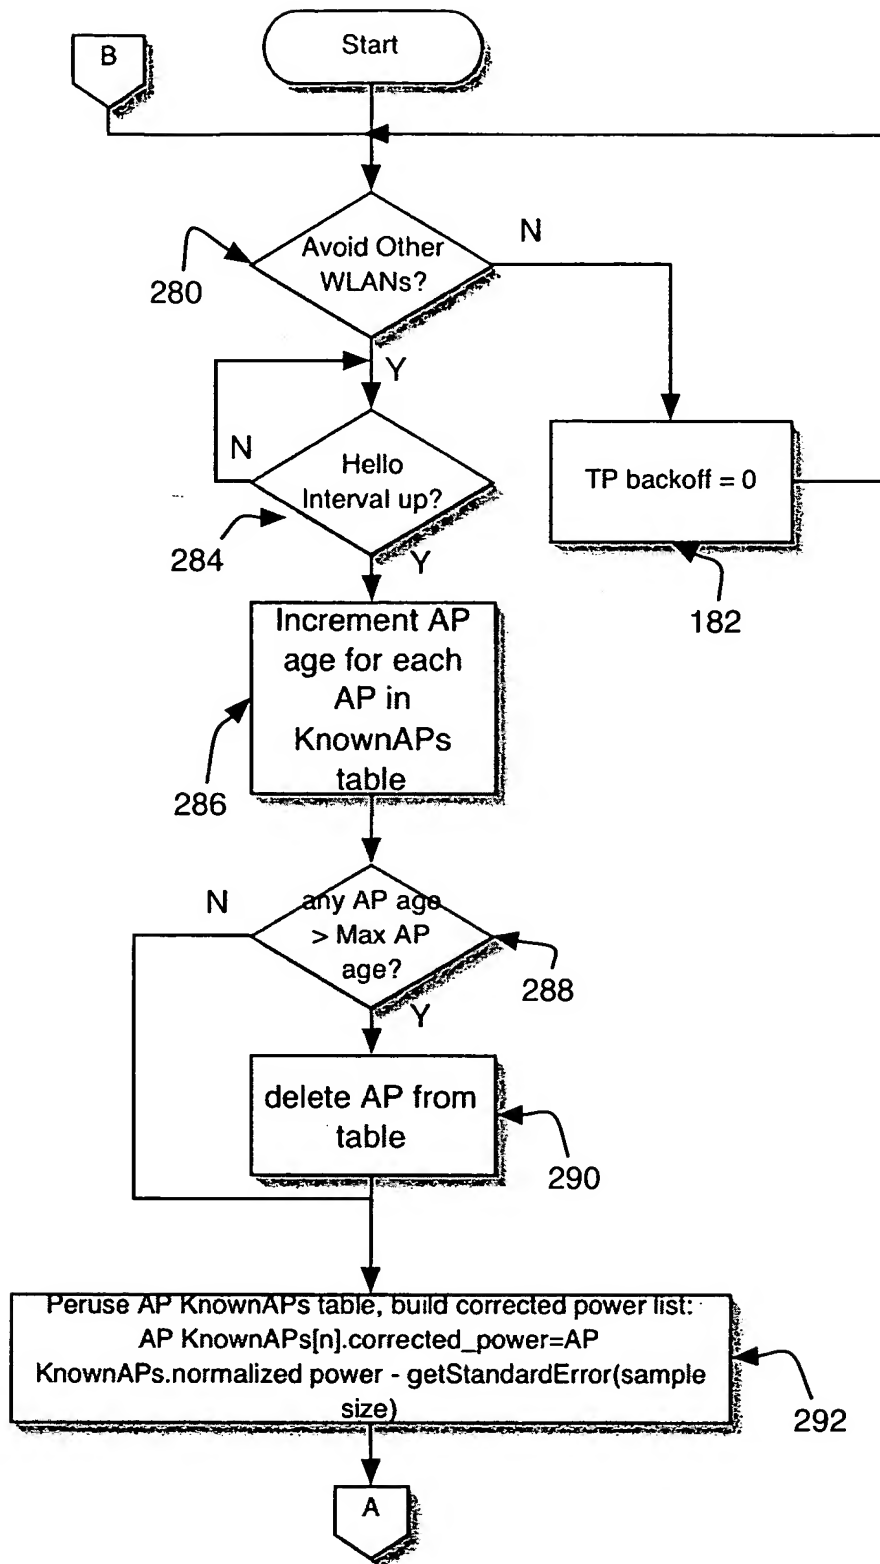 B
Start
Avoid Other
WLANs?
N
280
Y
N
Hello
Interval up?
TP backoff = 0
284
Y
182
Increment AP
age for each
AP in
KnownAPs
table
286
N
any AP age
> Max AP
age?
288
Y
delete AP from
table
290
Peruse AP KnownAPs table, build corrected power list:
AP KnownAPs[n].corrected_power=AP
KnownAPs.normalized power - getStandardError(sample
size)
292
A